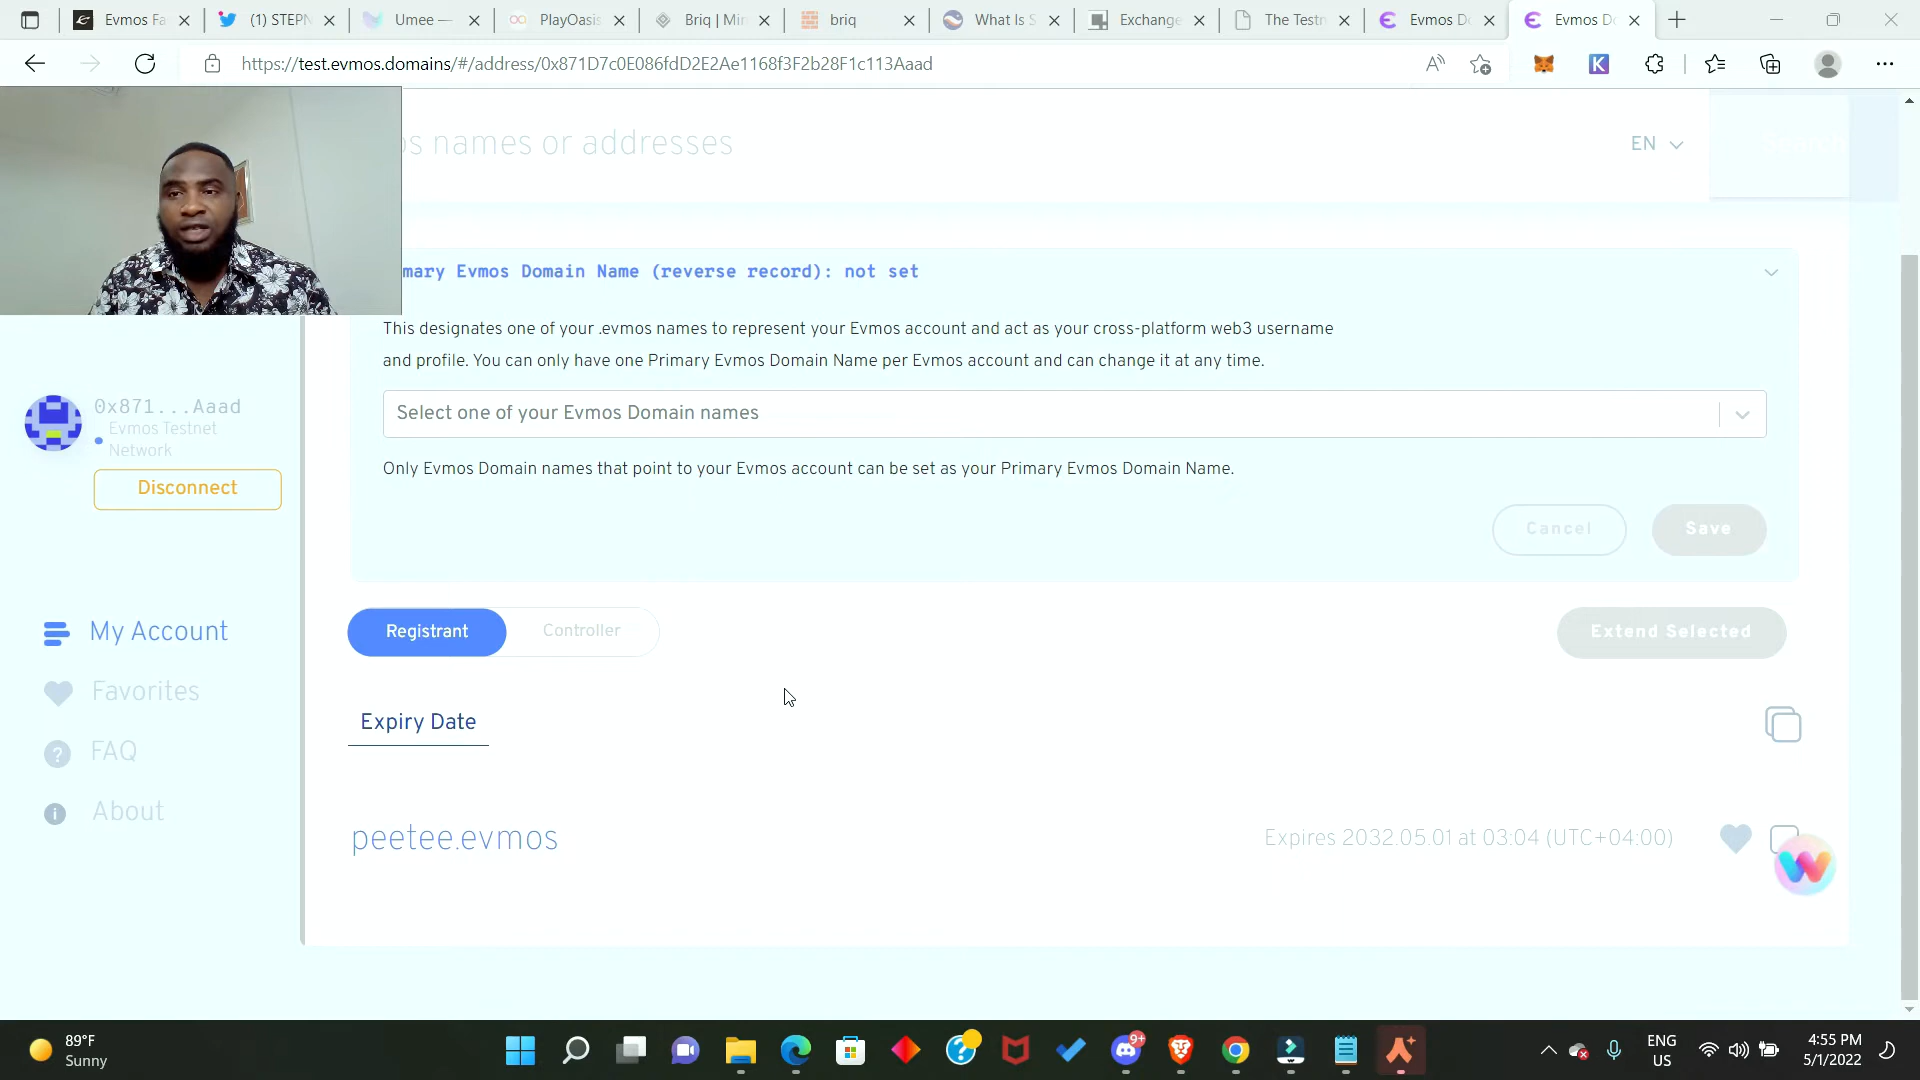 Evmos Fa
(1) STEPN
Umee —
PlayOasis
Briq | Min
briq
What Is S
Exchange
The Testn
Evmos Do
Evmos Do
https://test.evmos.domains/#/address/0x871D7c0E086fdD2E2Ae1168f3F2b28F1c113Aaad
os names or addresses
EN
Search
mary Evmos Domain Name (reverse record): not set
This designates one of your .evmos names to represent your Evmos account and act as your cross-platform web3 username
and profile. You can only have one Primary Evmos Domain Name per Evmos account and can change it at any time.
0x871...Aaad
Evmos Testnet
Network
Disconnect
Select one of your Evmos Domain names
Only Evmos Domain names that point to your Evmos account can be set as your Primary Evmos Domain Name.
Cancel
Save
My Account
Favorites
FAQ
About
Registrant
Controller
Extend Selected
Expiry Date
peetee.evmos
Expires 2032.05.01 at 03:04 (UTC+04:00)
89°F
Sunny
9+
ENG
US
4:55 PM
5/1/2022